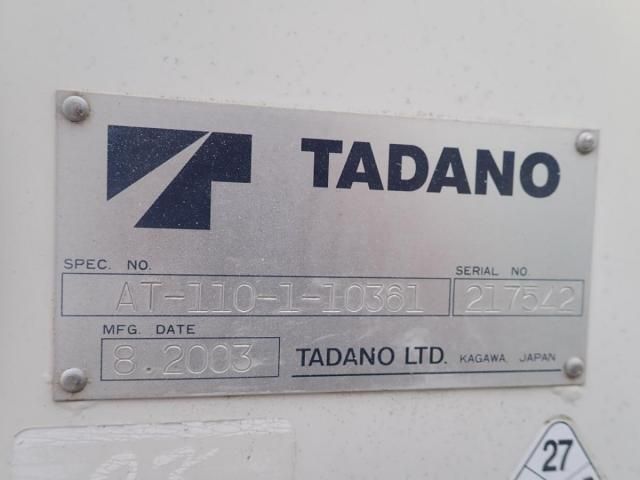 TADANO
SPEC. NO.
AT-110-1-10361
SERIAL NO.
217542
MFG. DATE
8.2003
TADANO LTD. KAGAWA, JAPAN
27